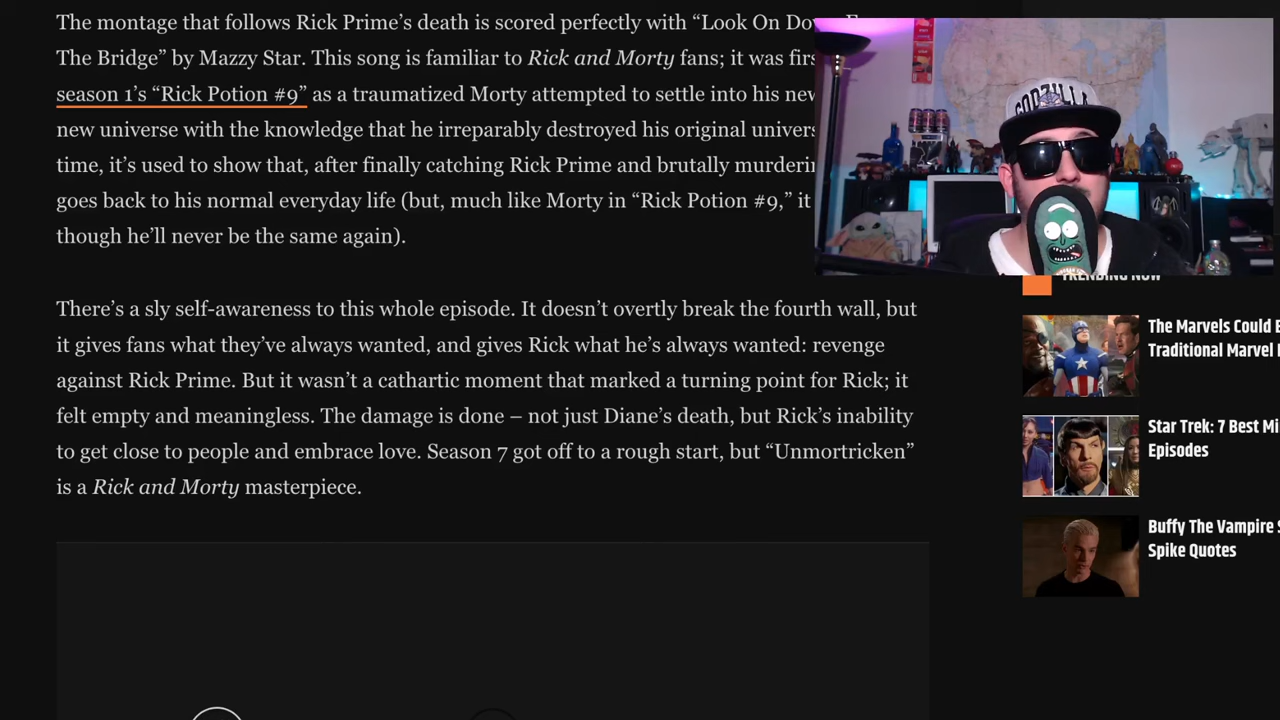 The montage that follows Rick Prime’s death is scored perfectly with “Look On Down
The Bridge” by Mazzy Star. This song is familiar to Rick and Morty fans; it was
season 1’s “Rick Potion #9” as a traumatized Morty attempted to settle into his
new universe with the knowledge that he irreparably destroyed his original
time, it’s used to show that, after finally catching Rick Prime and brutally
goes back to his normal everyday life (but, much like Morty in “Rick Potion #9,” it
though he’ll never be the same again).
There’s a sly self-awareness to this whole episode. It doesn’t overtly break the fourth wall, but
it gives fans what they’ve always wanted, and gives Rick what he’s always wanted: revenge
against Rick Prime. But it wasn’t a cathartic moment that marked a turning point for Rick; it
felt empty and meaningless. The damage is done – not just Diane’s death, but Rick’s inability
to get close to people and embrace love. Season 7 got off to a rough start, but “Unmortricken”
is a Rick and Morty masterpiece.
GODZILLA
TRENDING NOW
The Marvels Could
Traditional Marvel
Star Trek: 7 Best
Episodes
Buffy The Vampire
Spike Quotes